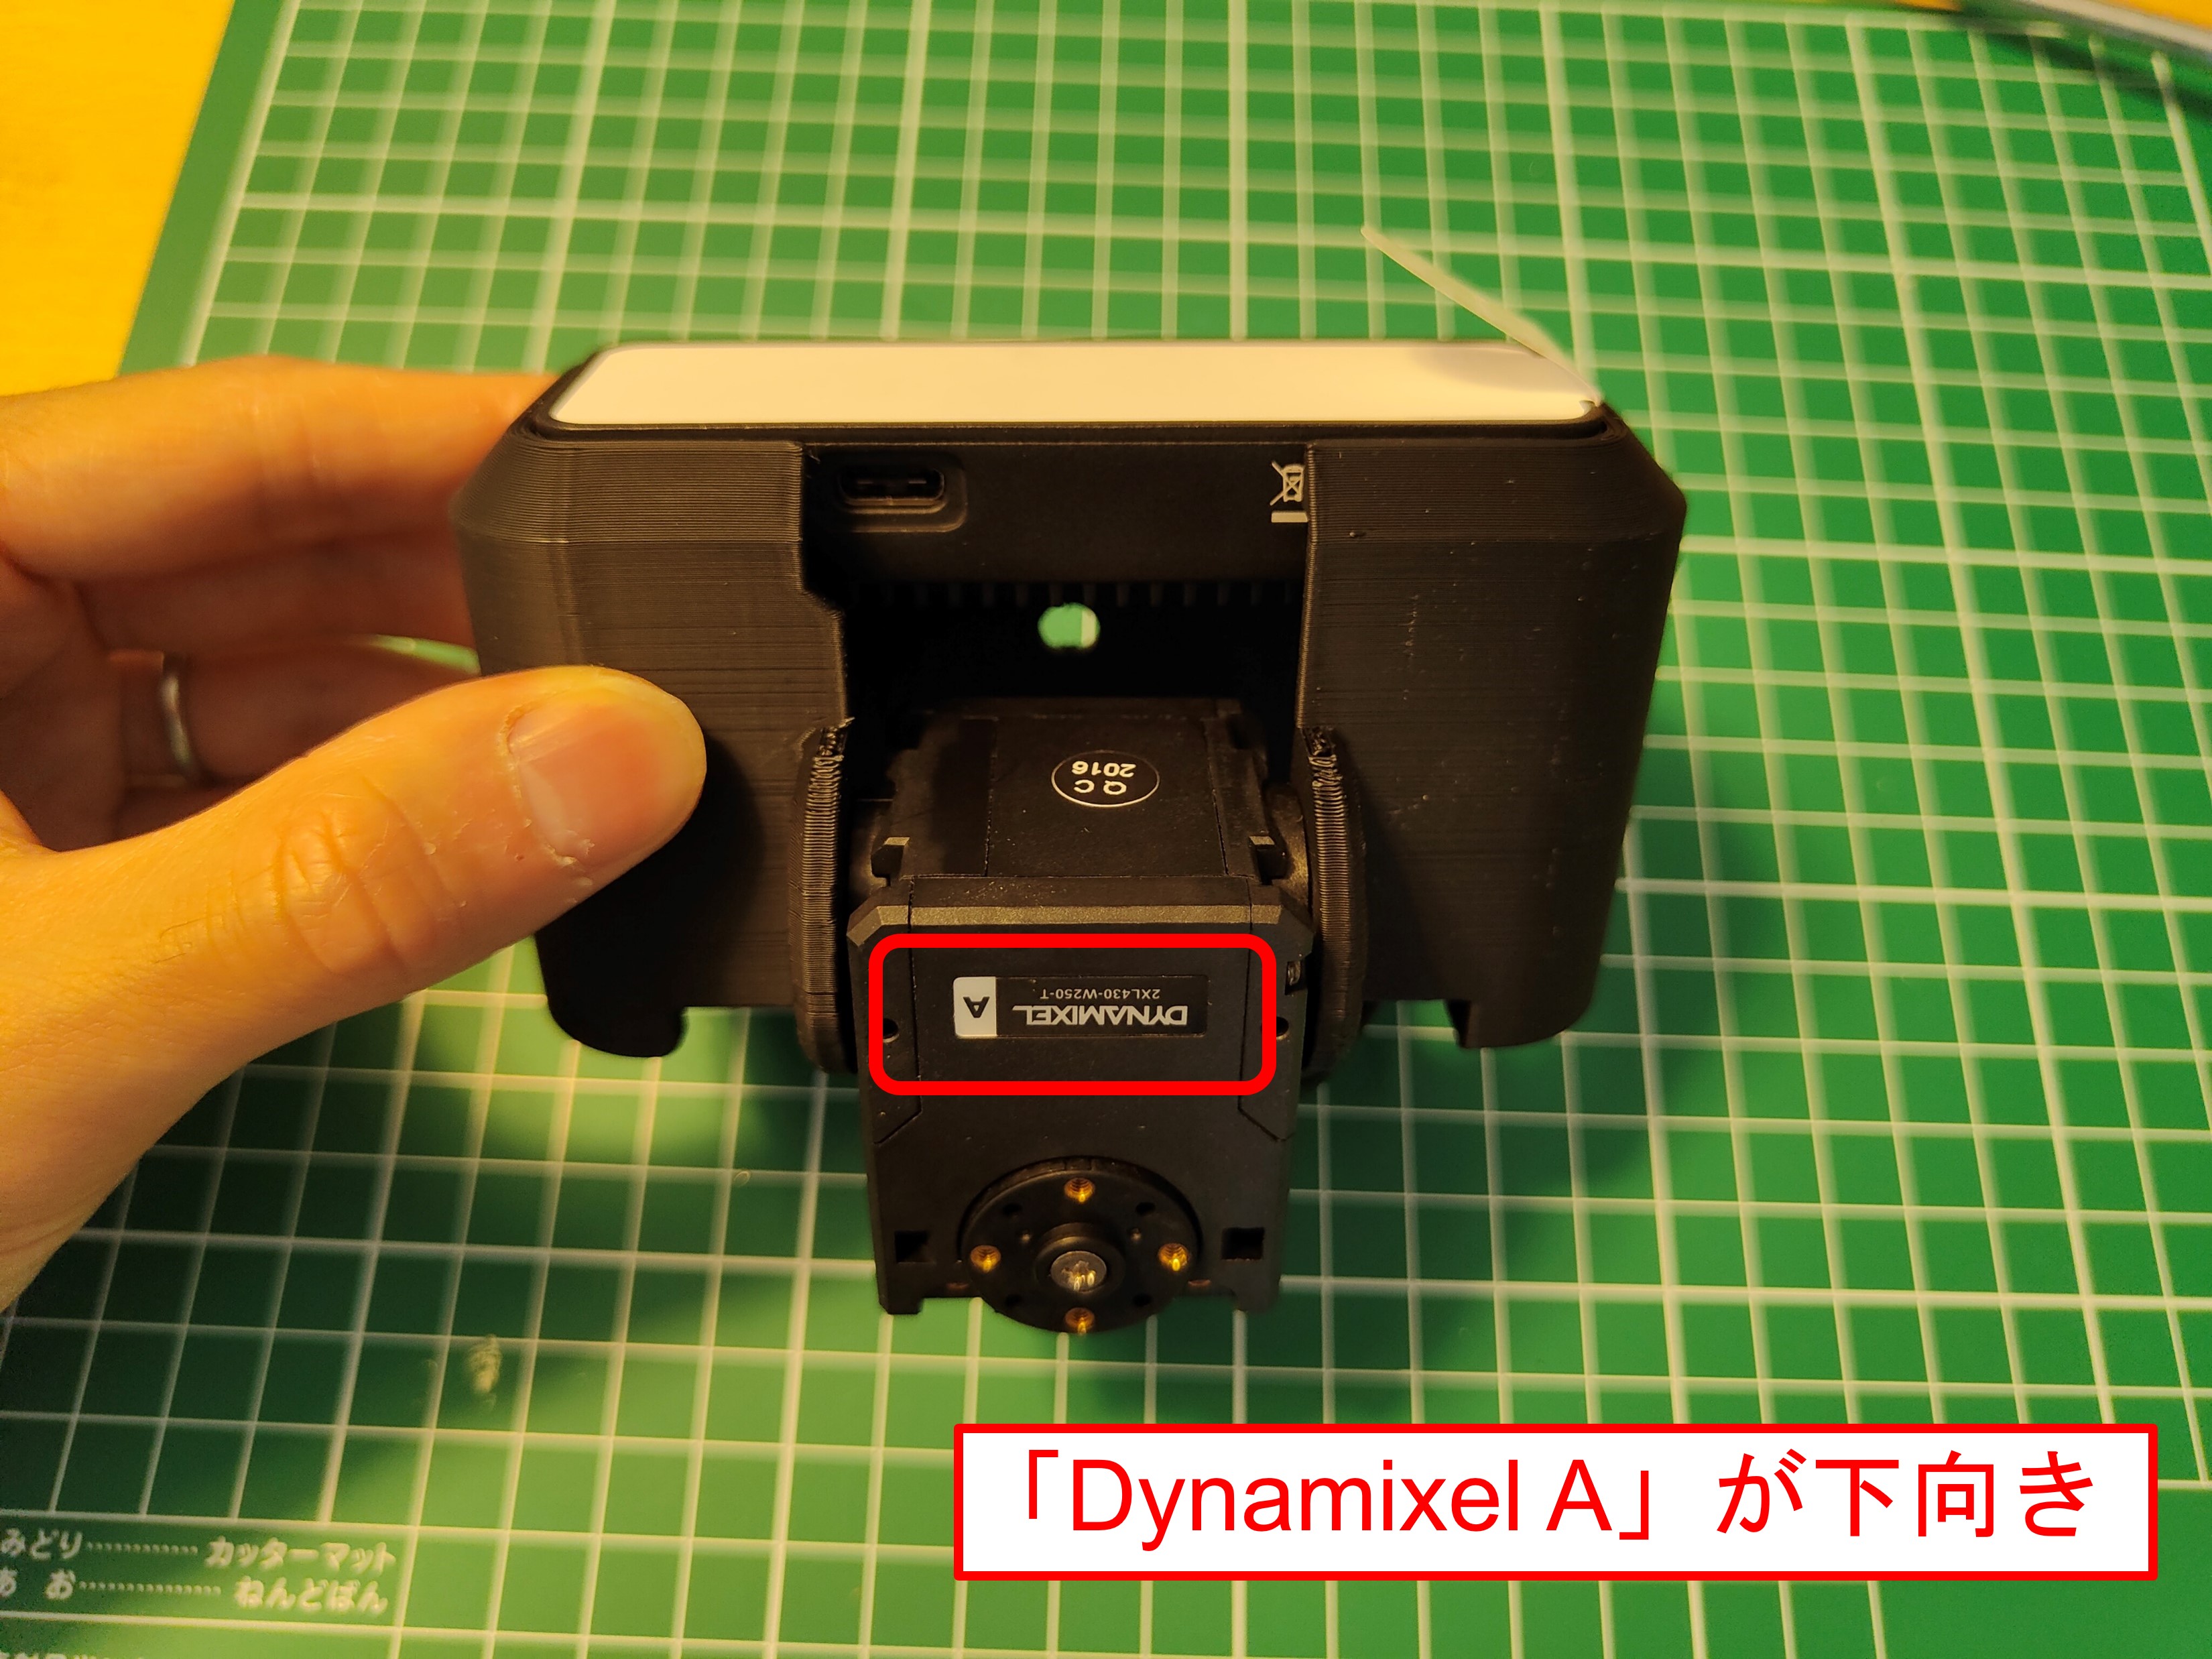 QC
2016
2XL430-W250-T
DYNAMIXEL A
「Dynamixel A」が下向き
みどり………… カッターマット
あ お……………… ねんどばん